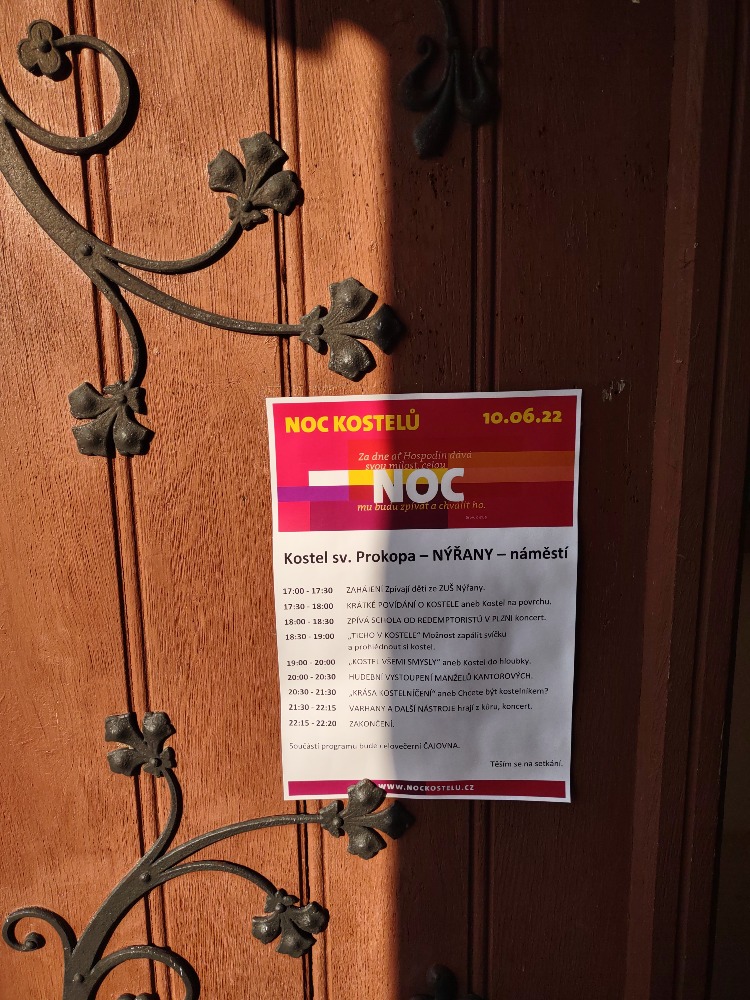 NOC KOSTELŮ 10.06.22
Za dne ať Hospodin dává
svou milost, celou
NOC
mu budu zpívat a chválit ho.
Kostel sv. Prokopa – NÝŘANY – náměstí
17:00 - 17:30 ZAHÁJENÍ Zpívají děti ze ZUŠ Nýřany.
17:30 - 18:00 KRÁTKÉ POVÍDÁNÍ O KOSTELE aneb Kostel na povrchu.
18:00 - 18:30 ZPÍVÁ SCHOLA OD REDEMPTORISTŮ V PLZNI koncert.
18:30 - 19:00 „TICHO V KOSTELE“ Možnost zapálit svíčku
a prohlédnout si kostel.
19:00 - 20:00 „KOSTEL VŠEMI SMYSLY“ aneb Kostel do hloubky.
20:00 - 20:30 HUDEBNÍ VYSTOUPENÍ MANŽELŮ KANTOROVÝCH.
20:30 - 21:30 „KRÁSA KOSTELNIČENÍ“ aneb Chcete být kostelníkem?
21:30 - 22:15 VARHANY A DALŠÍ NÁSTROJE hrají z kůru, koncert.
22:15 - 22:20 ZAKONČENÍ.
Součástí programu bude celovečerní ČAJOVNA.
Těším se na setkání.
WWW.NOCKOSTELU.CZ